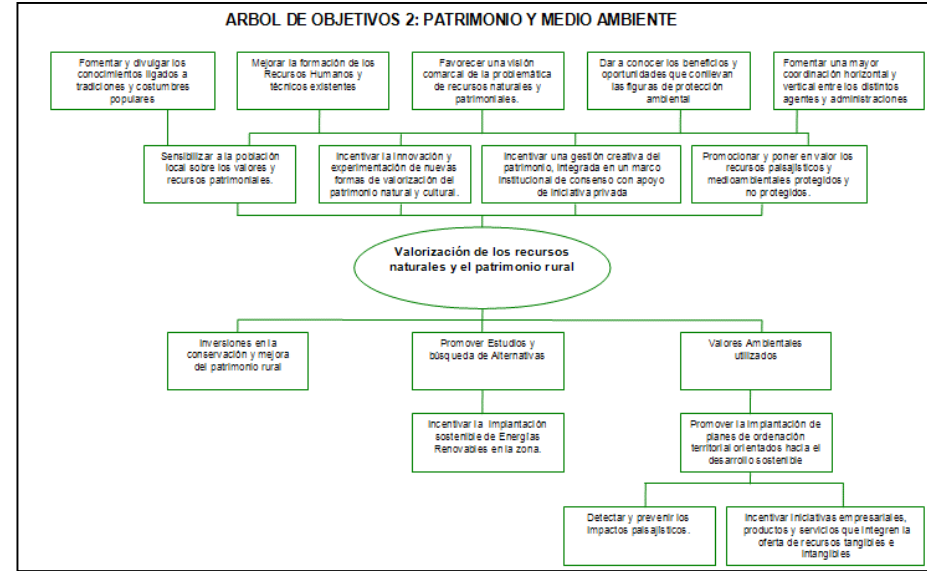 ARBOL DE OBJETIVOS 2: PATRIMONIO Y MEDIO AMBIENTE
Fomentar y divulgar los
conocimientos ligados a
tradiciones y costumbres
populares
Mejorar la formación de los
Recursos Humanos y
técnicos existentes
Favorecer una visión
comarcal de la problemática
de recursos naturales y
patrimoniales.
Dar a conocer los beneficios y
oportunidades que conllevan
las figuras de protección
ambiental
Fomentar una mayor
coordinación horizontal y
vertical entre los distintos
agentes y administraciones
Sensibilizar a la población
local sobre los valores y
recursos patrimoniales.
Incentivar la innovación y
experimentación de nuevas
formas de valorización del
patrimonio natural y cultural.
Incentivar una gestión creativa del
patrimonio, integrada en un marco
institucional de consenso con apoyo
de iniciativa privada
Promocionar y poner en valor los
recursos paisajísticos y
medioambientales protegidos y
no protegidos.
Valorización de los recursos
naturales y el patrimonio rural
Inversiones en la
conservación y mejora
del patrimonio rural
Promover Estudios y
búsqueda de Alternativas
Valores Ambientales
utilizados
Incentivar la Implantación
sostenible de Energías
Renovables en la zona.
Promover la implantación de
planes de ordenación
territorial orientados hacia el
desarrollo sostenible
Detectar y prevenir los
impactos paisajísticos.
Incentivar iniciativas empresariales,
productos y servicios que integren la
oferta de recursos tangibles e
intangibles